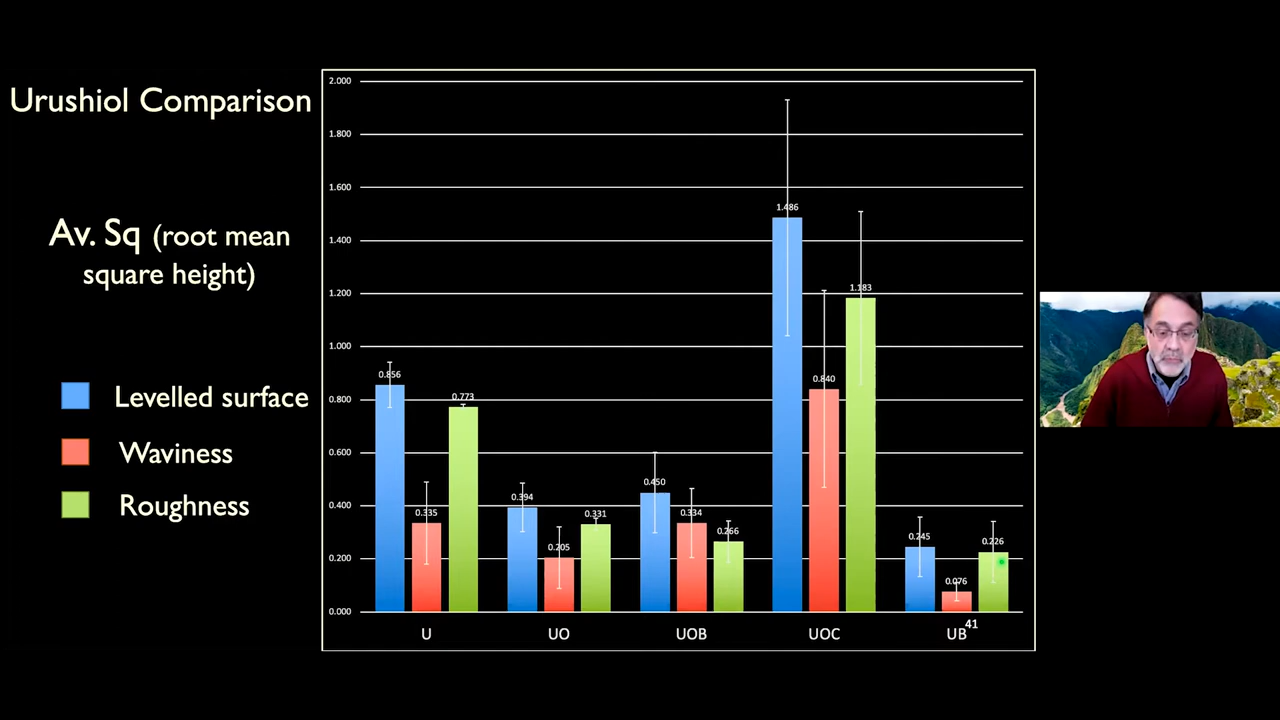 Urushiol Comparison
Av. Sq (root mean
square height)
Levelled surface
Waviness
Roughness
2.000
1.800
1.600
1.400
1.200
1.000
0.800
0.600
0.400
0.200
0.000
0.856
0.335
0.773
0.394
0.205
0.331
0.450
0.334
0.266
1.486
0.840
1.183
0.245
0.076
0.226
U
UO
UOB
UOC
UB
41